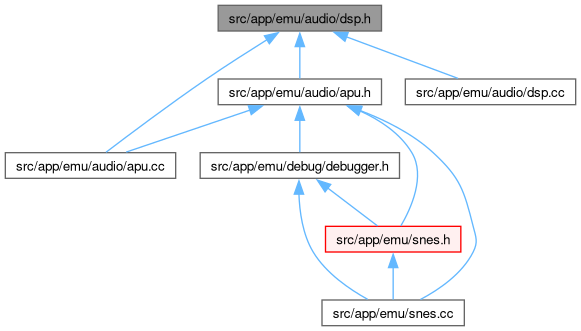 src/app/emu/audio/dsp.h
src/app/emu/audio/apu.h
src/app/emu/audio/dsp.cc
src/app/emu/audio/apu.cc
src/app/emu/debug/debugger.h
src/app/emu/snes.h
src/app/emu/snes.cc